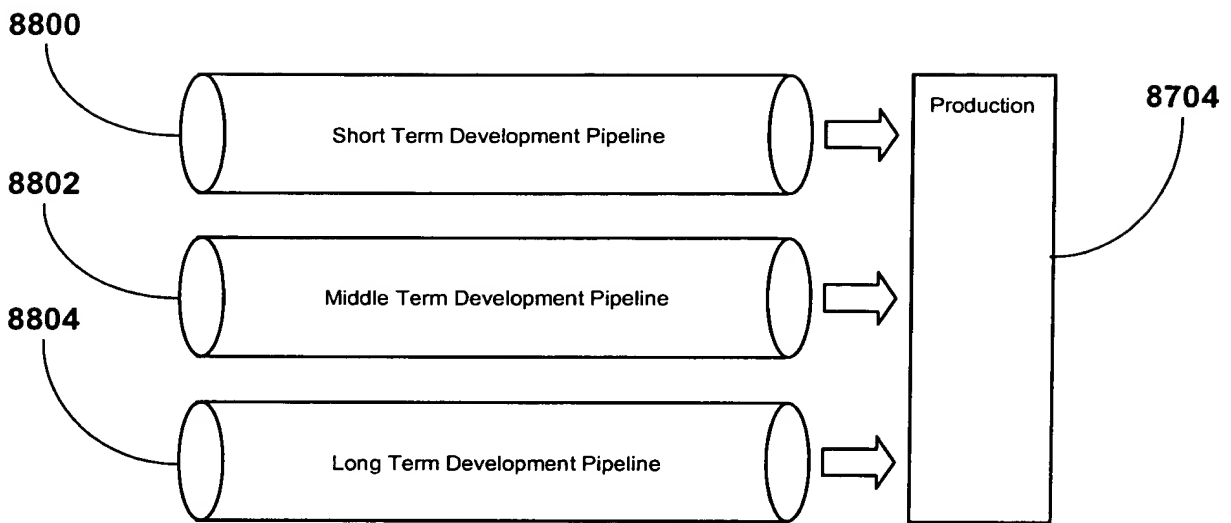 8800
Short Term Development Pipeline
Production
8704
8802
Middle Term Development Pipeline
8804
Long Term Development Pipeline